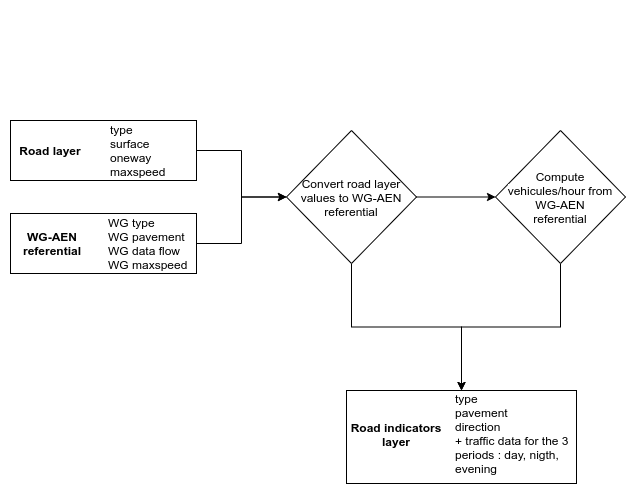 Road layer
type
surface
oneway
maxspeed
WG-AEN
referential
WG type
WG pavement
WG data flow
WG maxspeed
Convert road layer
values to WG-AEN
referential
Compute
vehicles/hour from
WG-AEN
referential
Road indicators
layer
type
pavement
direction
+ traffic data for the 3
periods : day, nigth,
evening